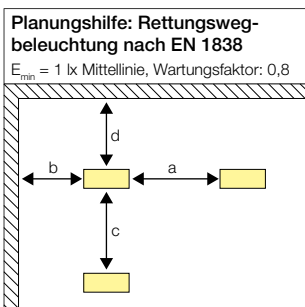 Planungshilfe: Rettungsweg-
beleuchtung nach EN 1838
Emin = 1 lx Mittellinie, Wartungsfaktor: 0,8
d
b
a
c